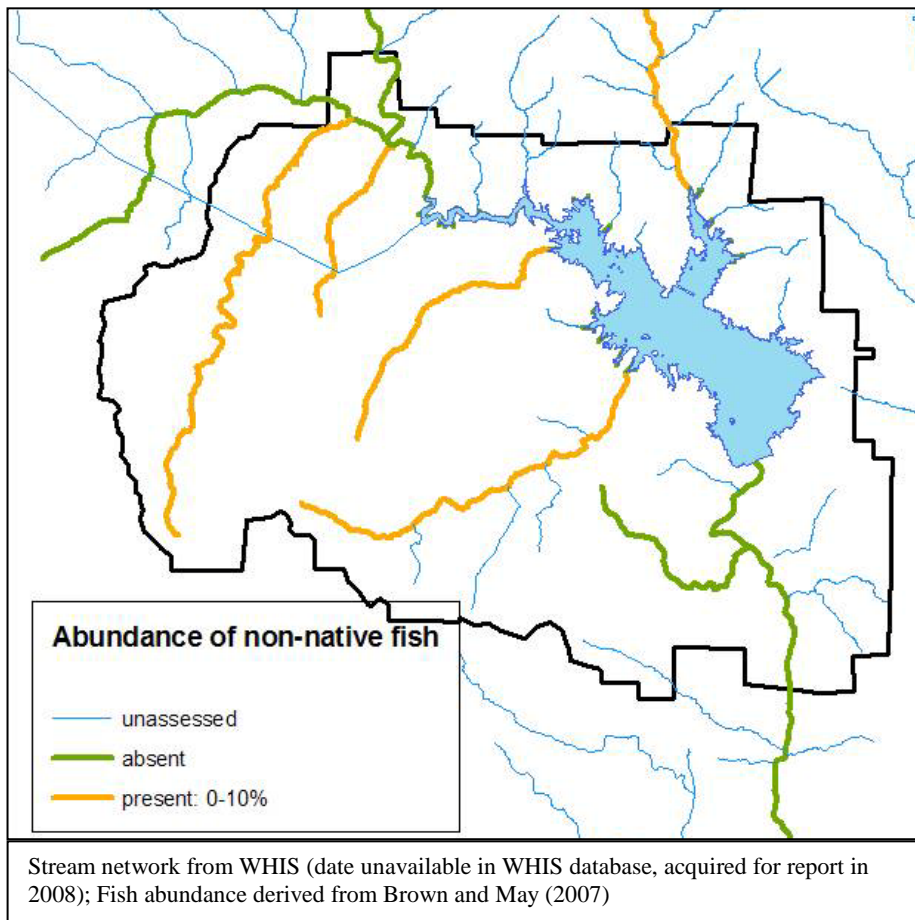 Abundance of non-native fish
unassessed
absent
present: 0-10%
Stream network from WHIS (date unavailable in WHIS database, acquired for report in
2008); Fish abundance derived from Brown and May (2007)